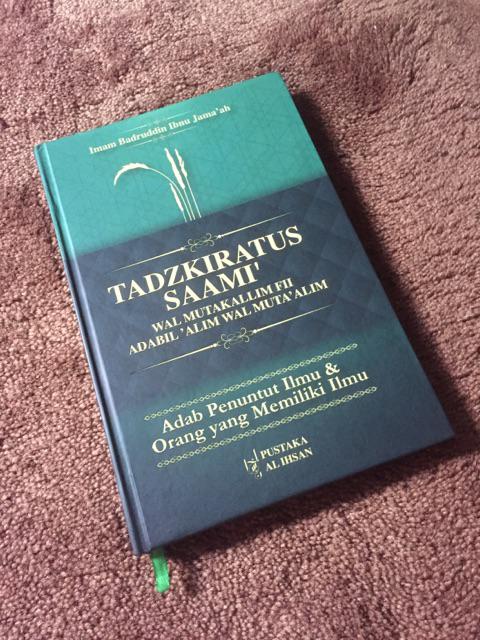 Imam Badruddin Ibnu Jama'ah
TADZKIRATUS
SAAMI'
WAL MUTAKALLIM FII
ADABIL 'ALIM WAL MUTA'ALIM
Adab Penuntut Ilmu &
Orang yang Memiliki Ilmu
PUSTAKA
AL IHSAN